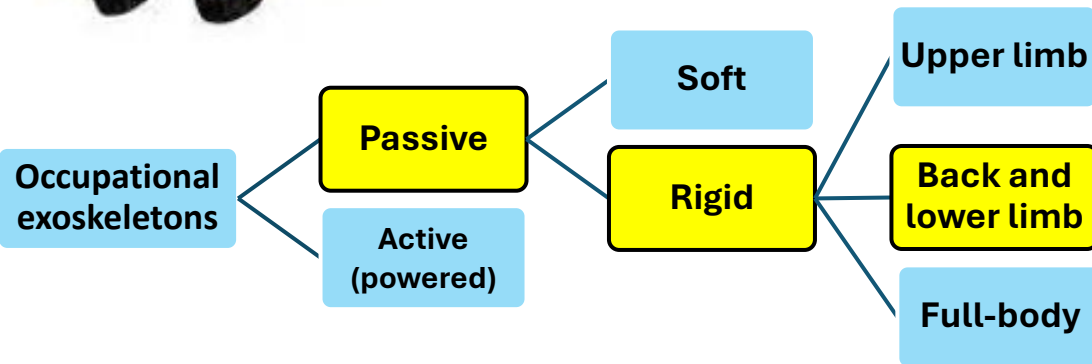 Occupational
exoskeletons
Passive
Active
(powered)
Soft
Rigid
Upper limb
Back and
lower limb
Full-body